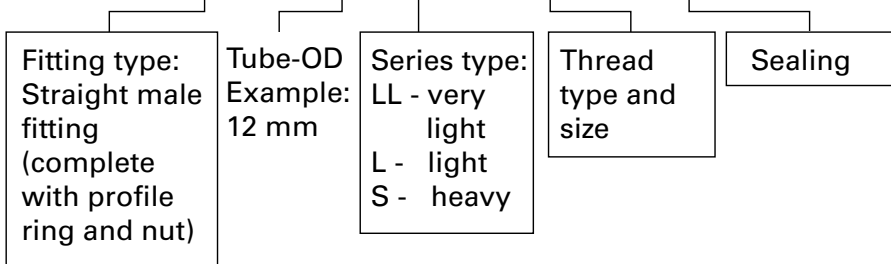 Fitting type:
Straight male
fitting
(complete
with profile
ring and nut)
Tube-OD
Example:
12 mm
Series type:
LL - very
light
L - light
S - heavy
Thread
type and
size
Sealing